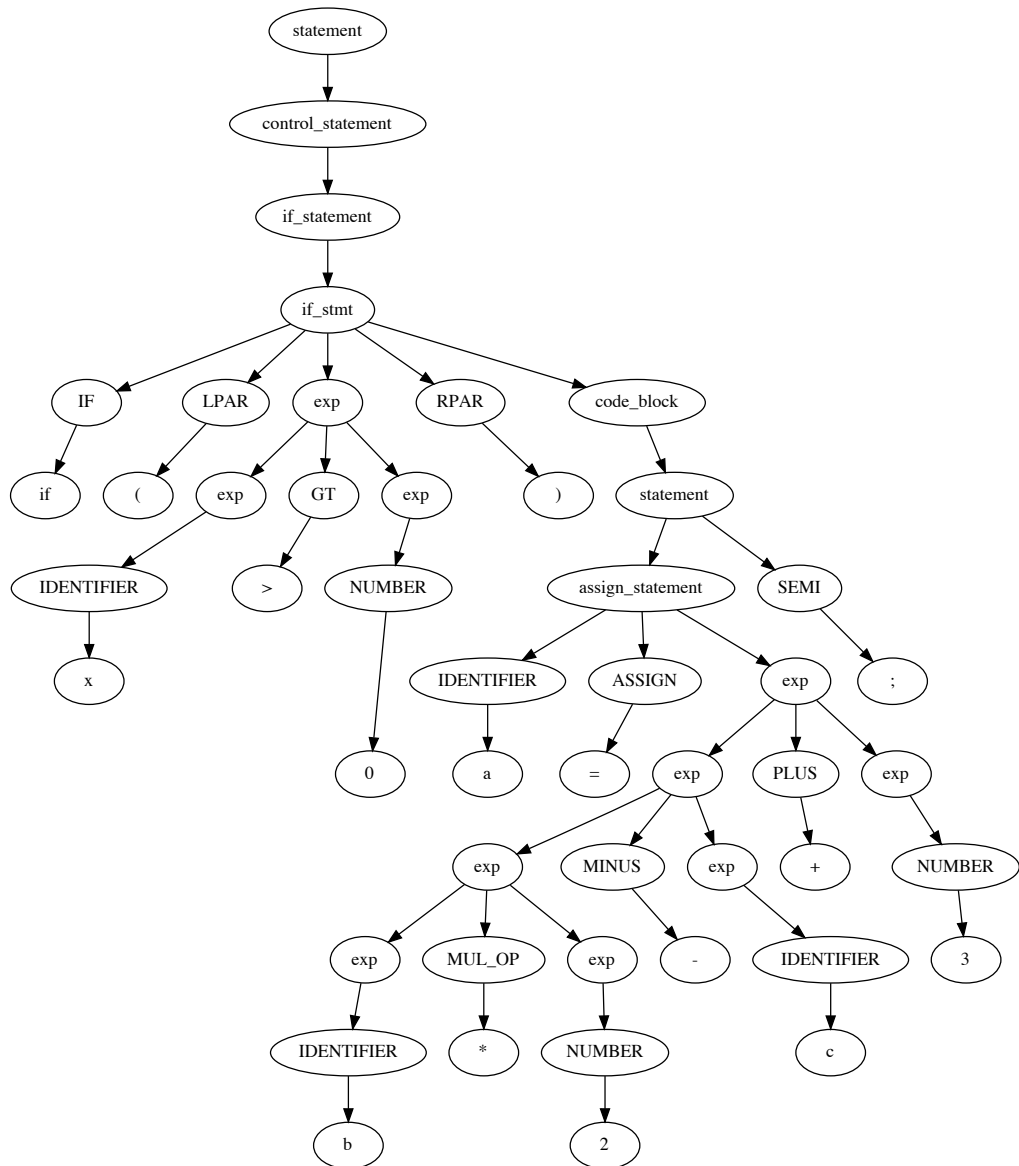 statement
control_statement
if_statement
if_stmt
IF
LPAR
exp
RPAR
code_block
if
(
exp
GT
exp
)
statement
IDENTIFIER
>
NUMBER
assign_statement
SEMI
x
IDENTIFIER
ASSIGN
exp
;
0
a
=
exp
PLUS
exp
exp
MINUS
exp
+
NUMBER
exp
MUL_OP
exp
-
IDENTIFIER
3
IDENTIFIER
*
NUMBER
c
b
2